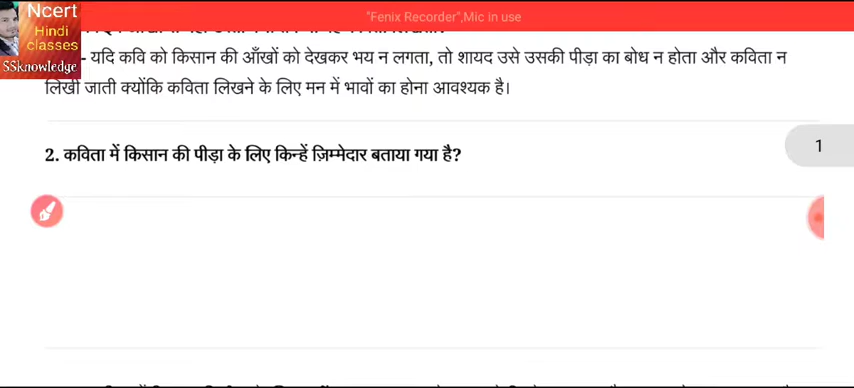 Ncert
Hindi
classes
SSknowledge
"Fenix Recorder",Mic in use
- यदि कवि को किसान की आँखों को देखकर भय न लगता, तो शायद उसे उसकी पीड़ा का बोध न होता और कविता न
लिखी जाती क्योंकि कविता लिखने के लिए मन में भावों का होना आवश्यक है।
2. कविता में किसान की पीड़ा के लिए किन्हें ज़िम्मेदार बताया गया है?
1